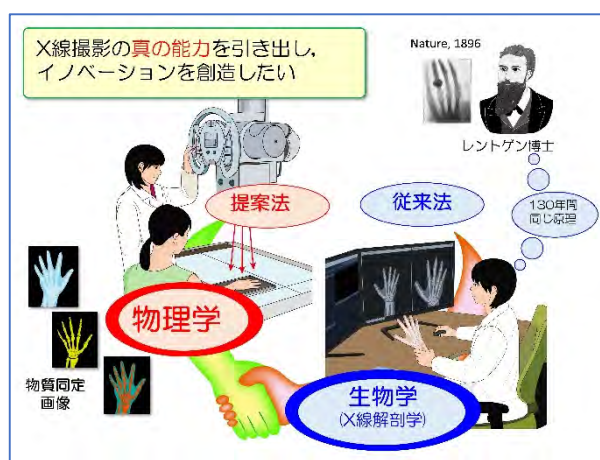 X線撮影の真の能力を引き出し,
イノベーションを創造したい
Nature, 1896
レントゲン博士
提案法
従来法
130年間
同じ原理
物理学
物質同定
画像
生物学
(X線解剖学)